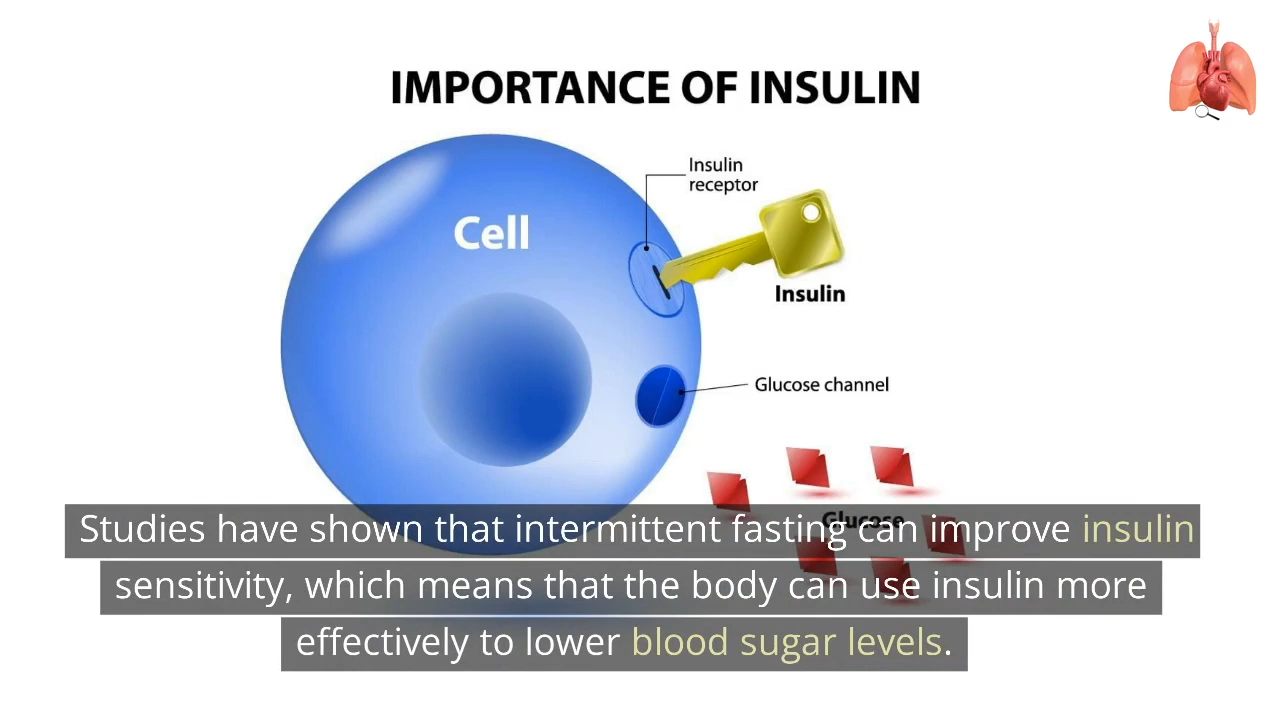 IMPORTANCE OF INSULIN
Insulin
receptor
Cell
Insulin
Glucose channel
Glucose
Studies have shown that intermittent fasting can improve insulin
sensitivity, which means that the body can use insulin more
effectively to lower blood sugar levels.